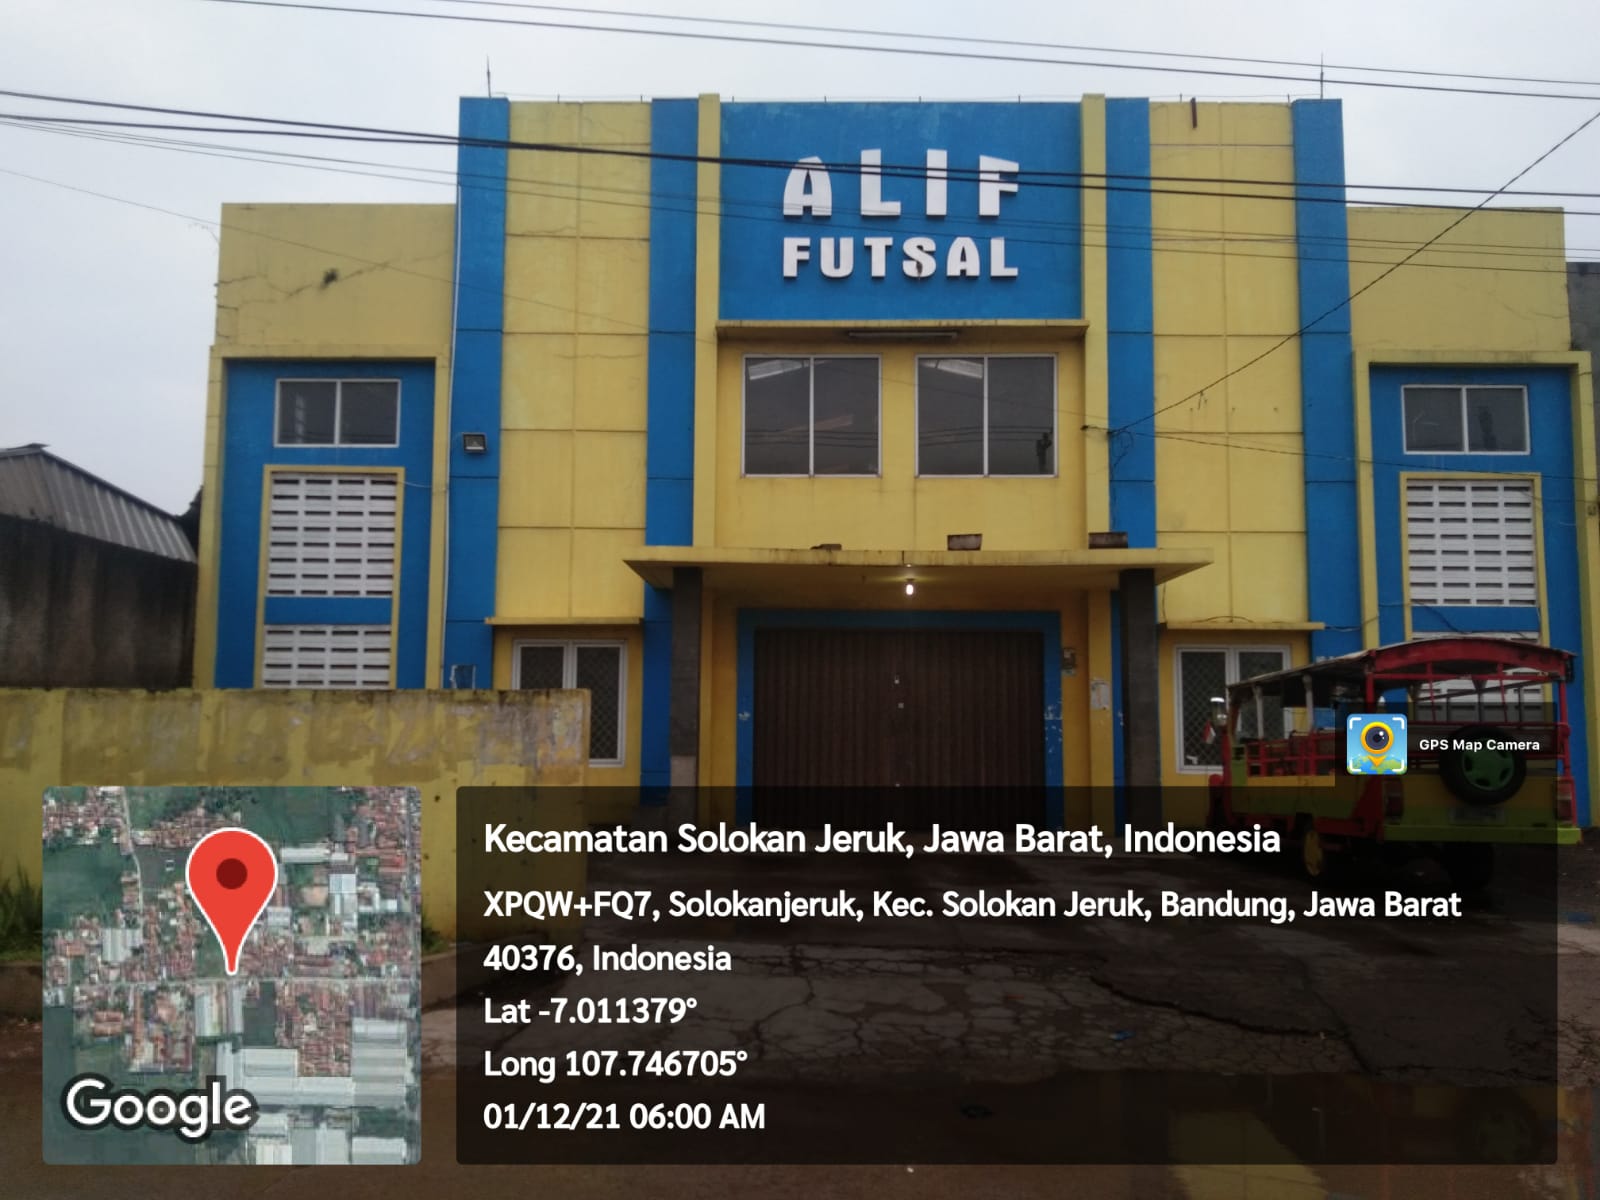 ALIF
FUTSAL
GPS Map Camera
Kecamatan Solokan Jeruk, Jawa Barat, Indonesia
XPQW+FQ7, Solokanjeruk, Kec. Solokan Jeruk, Bandung, Jawa Barat
40376, Indonesia
Lat -7.011379°
Long 107.746705°
01/12/21 06:00 AM
Google